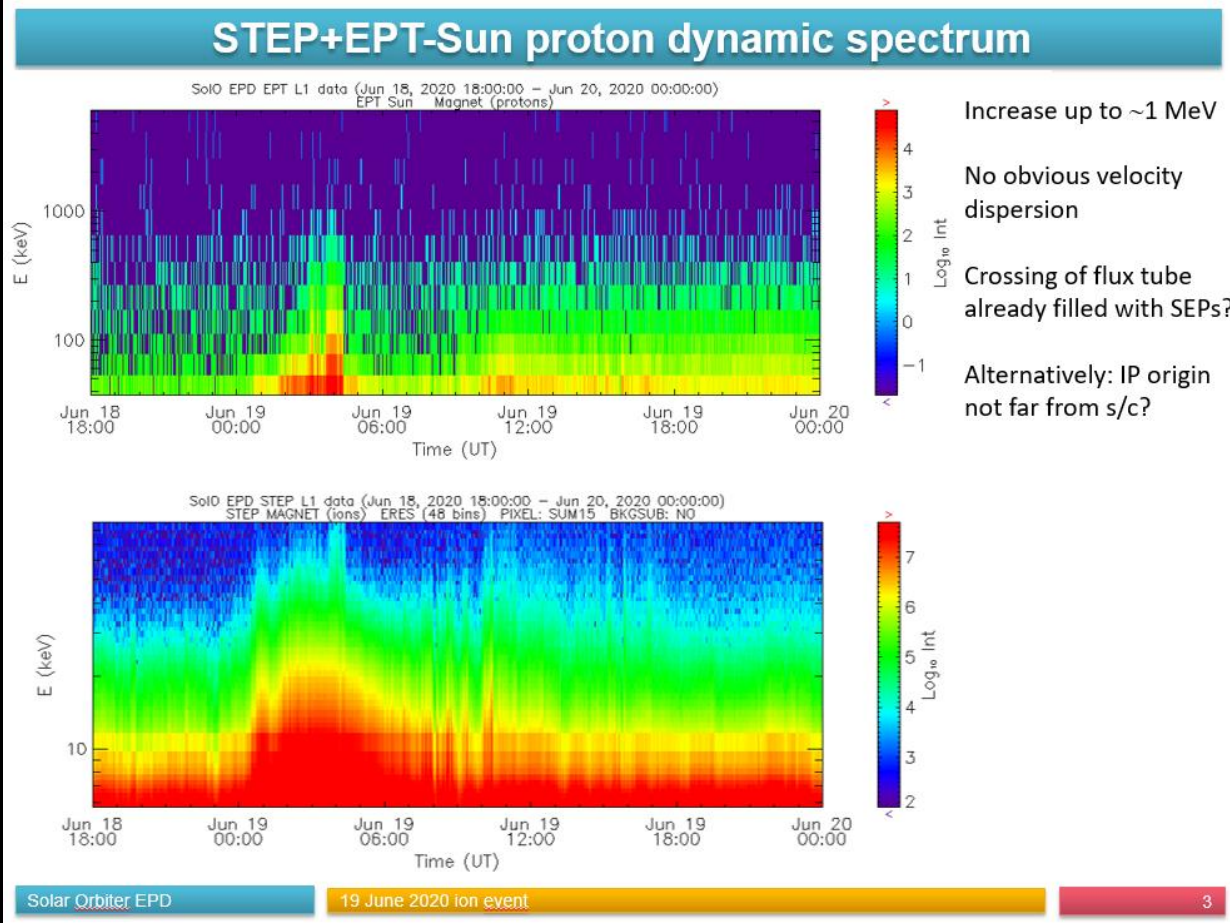 STEP+EPT-Sun proton dynamic spectrum
SolO EPD EPT L1 data (Jun 18, 2020 18:00:00 – Jun 20, 2020 00:00:00)
EPT Sun Magnet (protons)
E (keV)
1000
100
Jun 18
18:00
Jun 19
00:00
Jun 19
06:00
Jun 19
12:00
Jun 19
18:00
Jun 20
00:00
Time (UT)
>
4
3
2
1
0
−1
<
Log₁₀ Int
Increase up to ~1 MeV
No obvious velocity
dispersion
Crossing of flux tube
already filled with SEPs?
Alternatively: IP origin
not far from s/c?
SolO EPD STEP L1 data (Jun 18, 2020 18:00:00 – Jun 20, 2020 00:00:00)
STEP MAGNET (ions) ERES (48 bins) PIXEL: SUM15 BKGSUB: NO
E (keV)
10
Jun 18
18:00
Jun 19
00:00
Jun 19
06:00
Jun 19
12:00
Jun 19
18:00
Jun 20
00:00
Time (UT)
>
7
6
5
4
3
2
<
Log₁₀ Int
Solar Orbiter EPD
19 June 2020 ion event
3